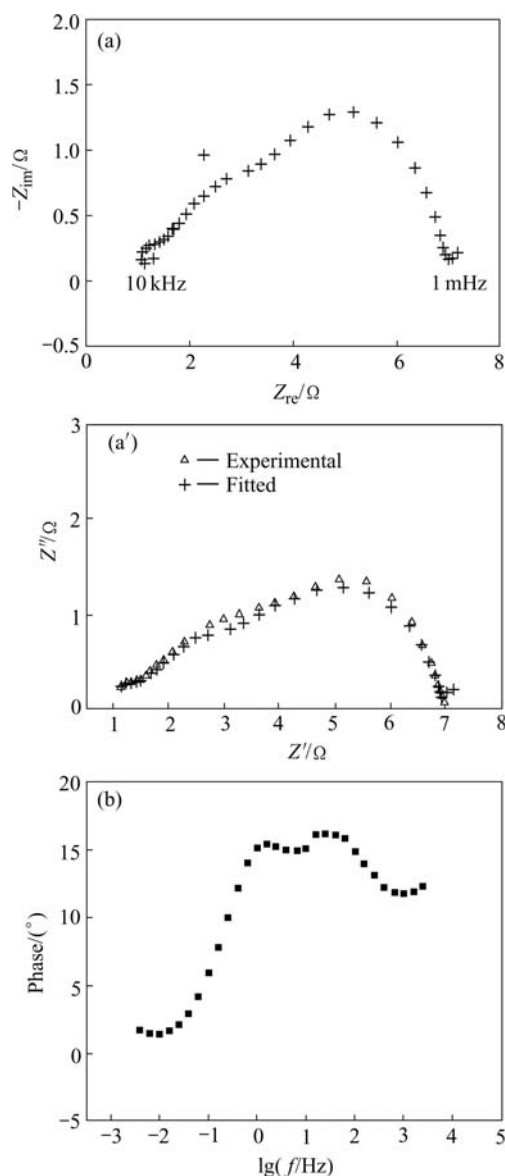 (a)
2.0
1.5
1.0
0.5
0
−0.5
-Z_im/Ω
10 kHz
1 mHz
0 2 4 6 8
Z_re/Ω
(a′)
△ — Experimental
+ — Fitted
3
2
1
0
Z″/Ω
1 2 3 4 5 6 7 8
Z′/Ω
(b)
20
15
10
5
0
−5
Phase/(°)
−3 −2 −1 0 1 2 3 4 5
lg(f/Hz)